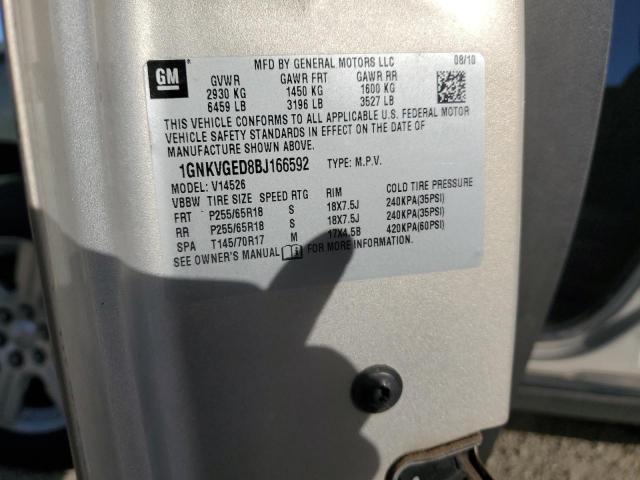 GM
MFD BY GENERAL MOTORS LLC 08/10
GVWR GAWR FRT GAWR RR
2930 KG 1450 KG 1600 KG
6459 LB 3196 LB 3527 LB
THIS VEHICLE CONFORMS TO ALL APPLICABLE U.S. FEDERAL MOTOR
VEHICLE SAFETY STANDARDS IN EFFECT ON THE DATE OF
MANUFACTURE SHOWN ABOVE.
1GNKVGED8BJ166592 TYPE: M.P.V.
MODEL: V14526
VBBW TIRE SIZE SPEED RTG RIM COLD TIRE PRESSURE
FRT P255/65R18 S 18X7.5J 240KPA(35PSI)
RR P255/65R18 S 18X7.5J 240KPA(35PSI)
SPA T145/70R17 M 17X4.5B 420KPA(60PSI)
SEE OWNER'S MANUAL FOR MORE INFORMATION.